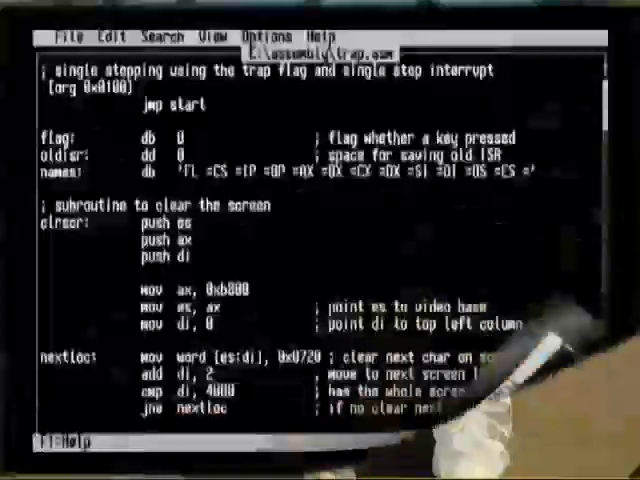 File Edit Search View Options Help
E:\assembly\trap.asm
; single stepping using the trap flag and single step interrupt
[org 0x0100]
jmp start
flag: db 0 ; flag whether a key pressed
oldisr: dd 0 ; space for saving old ISR
names: db 'FL =CS =IP =BP =AX =BX =CX =DX =SI =DI =DS =ES ='
; subroutine to clear the screen
clrscr: push es
push ax
push di
mov ax, 0xb800
mov es, ax ; point es to video base
mov di, 0 ; point di to top left column
nextloc: mov word [es:di], 0x0720 ; clear next char on
add di, 2 ; move to next screen
cmp di, 4000 ; has the whole
jne nextloc ; if no clear next
F1=Help